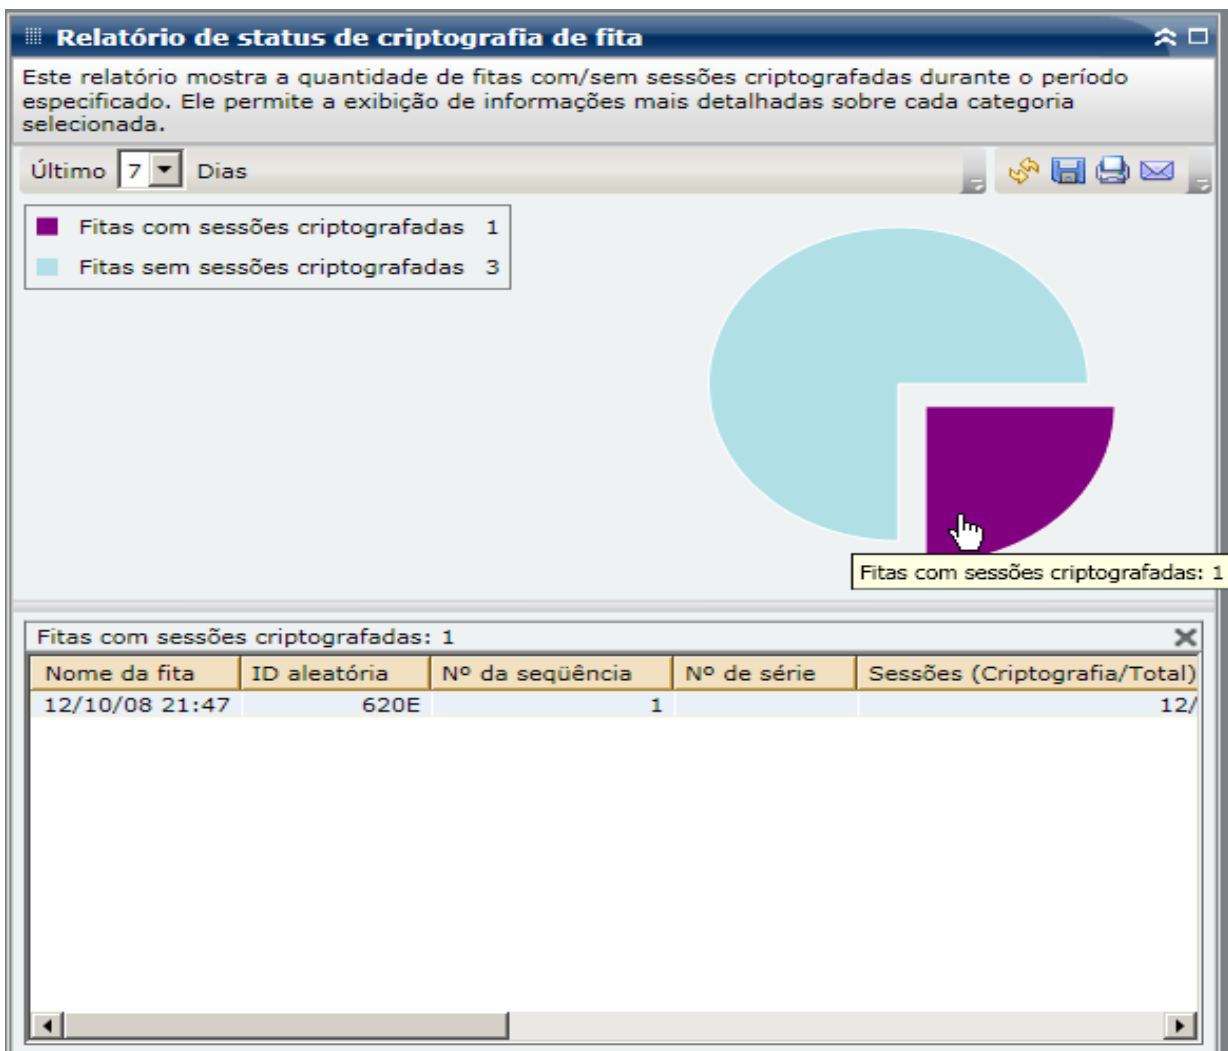 Relatório de status de criptografia de fita
Este relatório mostra a quantidade de fitas com/sem sessões criptografadas durante o período
especificado. Ele permite a exibição de informações mais detalhadas sobre cada categoria
selecionada.
Último 7 Dias
Fitas com sessões criptografadas 1
Fitas sem sessões criptografadas 3
Fitas com sessões criptografadas: 1
Fitas com sessões criptografadas: 1
Nome da fita ID aleatória Nº da seqüência Nº de série Sessões (Criptografia/Total)
12/10/08 21:47 620E 1 12/